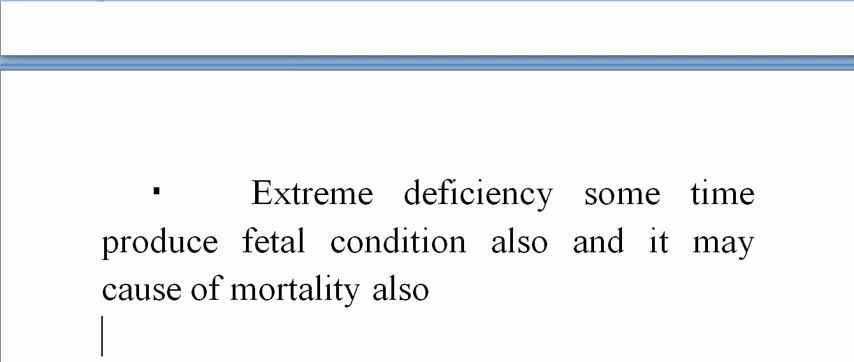 ▪ Extreme deficiency some time
produce fetal condition also and it may
cause of mortality also